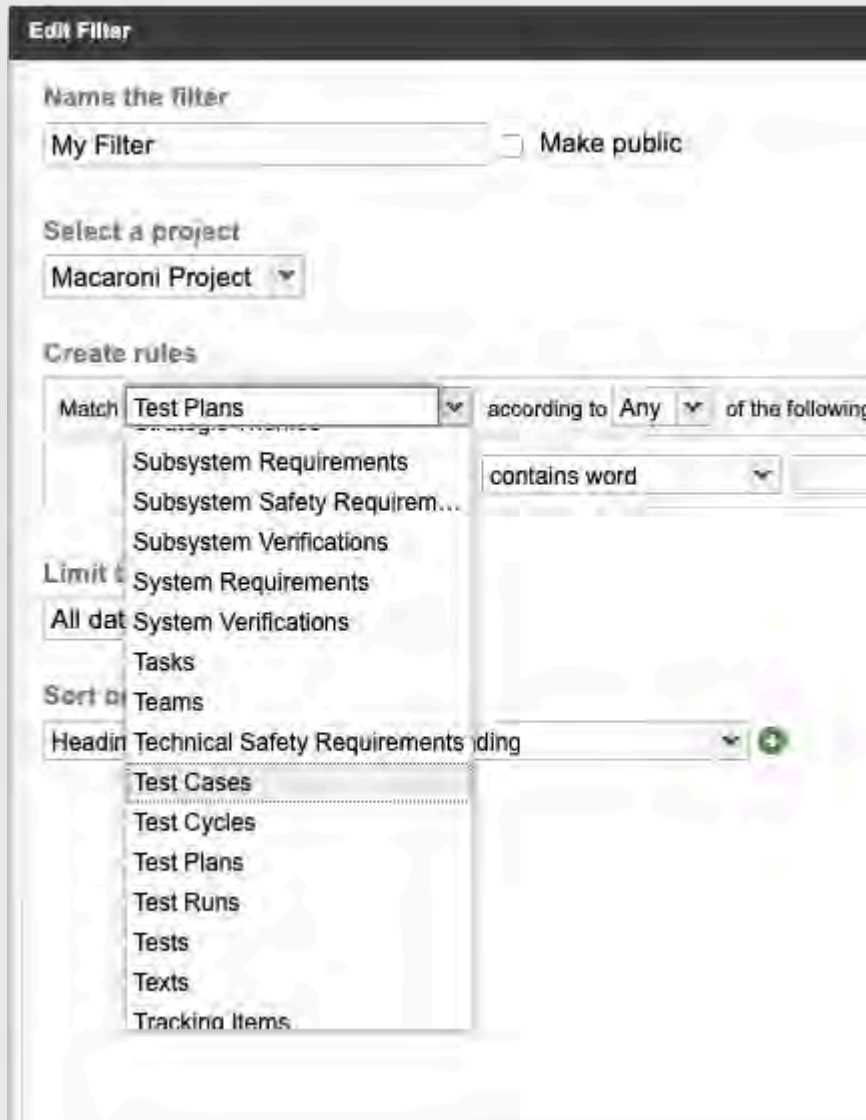 Edit Filter
Name the filter
My Filter
Make public
Select a project
Macaroni Project
Create rules
Match Test Plans according to Any of the following
Subsystem Requirements
contains word
Subsystem Safety Requirem...
Subsystem Verifications
Limit
System Requirements
All dat
System Verifications
Tasks
Sort
Teams
Headin Technical Safety Requirements ding
Test Cases
Test Cycles
Test Plans
Test Runs
Tests
Texts
Tracking Items